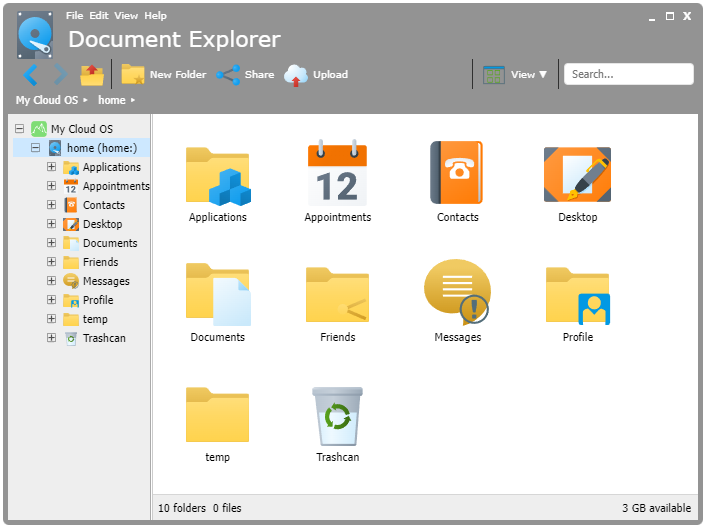 File Edit View Help
Document Explorer
New Folder Share Upload View ▼ Search...
My Cloud OS ▸ home ▸
My Cloud OS
home (home:)
Applications
Appointments
Contacts
Desktop
Documents
Friends
Messages
Profile
temp
Trashcan
12
Applications Appointments Contacts Desktop
Documents Friends Messages Profile
temp Trashcan
10 folders 0 files 3 GB available